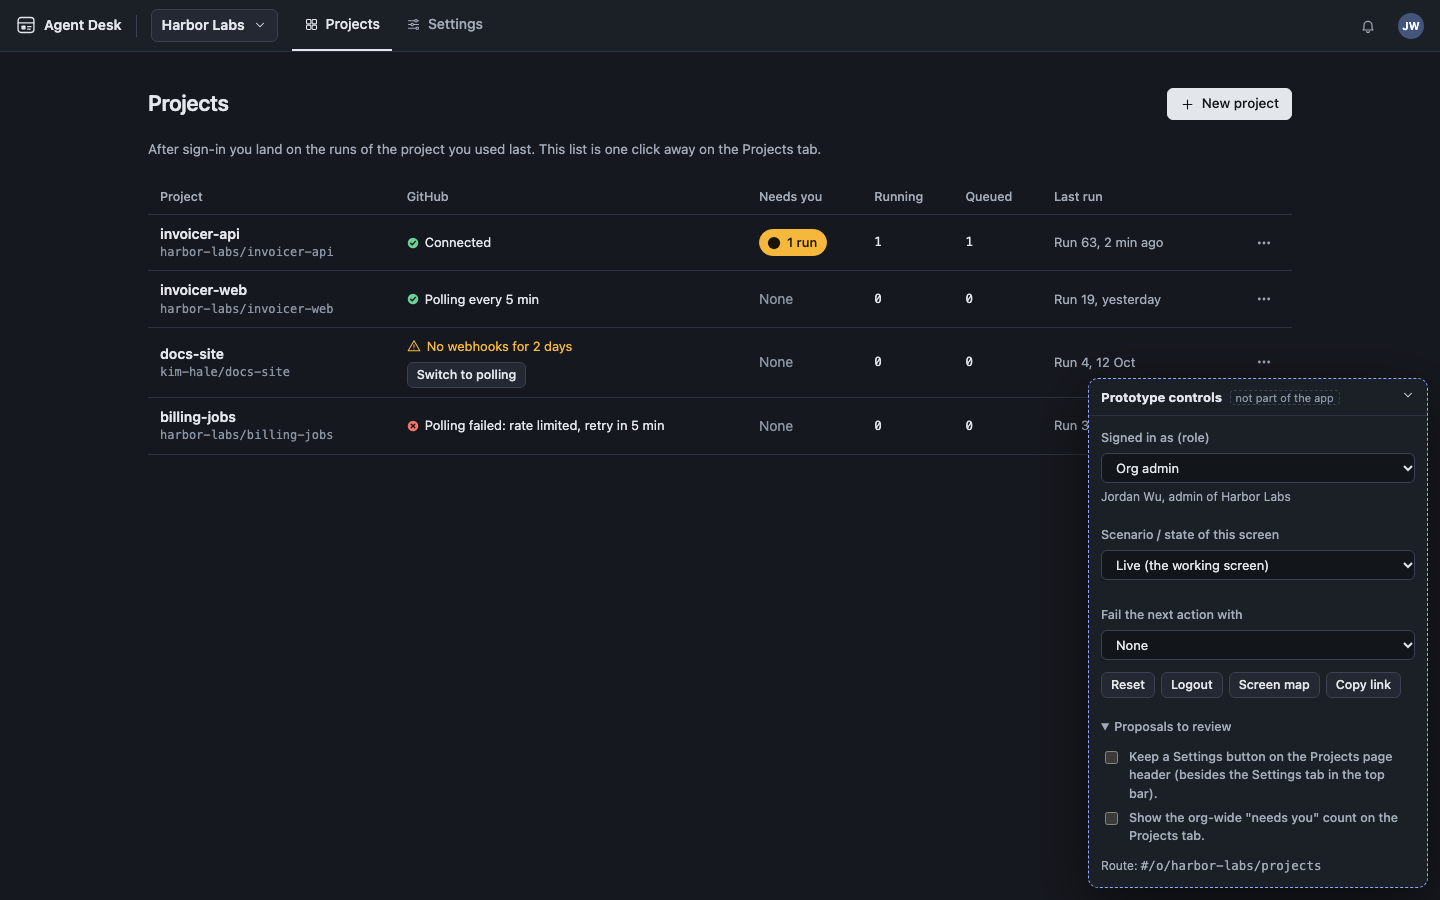 Agent Desk
Harbor Labs
Projects
Settings
JW
Projects
New project
After sign-in you land on the runs of the project you used last. This list is one click away on the Projects tab.
Project GitHub Needs you Running Queued Last run
invoicer-api
harbor-labs/invoicer-api
Connected
1 run
1
1
Run 63, 2 min ago
invoicer-web
harbor-labs/invoicer-web
Polling every 5 min
None
0
0
Run 19, yesterday
docs-site
kim-hale/docs-site
No webhooks for 2 days
Switch to polling
None
0
0
Run 4, 12 Oct
billing-jobs
harbor-labs/billing-jobs
Polling failed: rate limited, retry in 5 min
None
0
0
Run 3
Prototype controls not part of the app
Signed in as (role)
Org admin
Jordan Wu, admin of Harbor Labs
Scenario / state of this screen
Live (the working screen)
Fail the next action with
None
Reset Logout Screen map Copy link
Proposals to review
Keep a Settings button on the Projects page
header (besides the Settings tab in the top
bar).
Show the org-wide "needs you" count on the
Projects tab.
Route: #/o/harbor-labs/projects